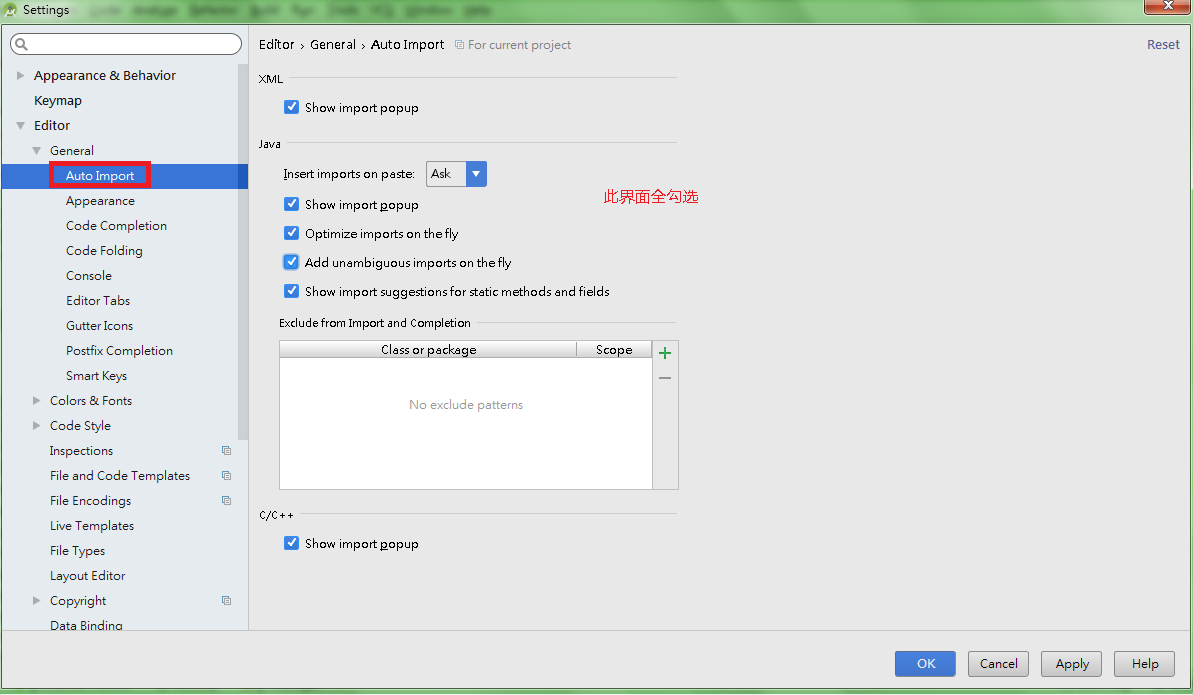 Settings
Editor › General › Auto Import For current project
Reset
Appearance & Behavior
Keymap
Editor
General
Auto Import
Appearance
Code Completion
Code Folding
Console
Editor Tabs
Gutter Icons
Postfix Completion
Smart Keys
Colors & Fonts
Code Style
Inspections
File and Code Templates
File Encodings
Live Templates
File Types
Layout Editor
Copyright
Data Binding
XML
Show import popup
Java
Insert imports on paste: Ask
此界面全勾选
Show import popup
Optimize imports on the fly
Add unambiguous imports on the fly
Show import suggestions for static methods and fields
Exclude from Import and Completion
Class or package Scope
No exclude patterns
C/C++
Show import popup
OK Cancel Apply Help